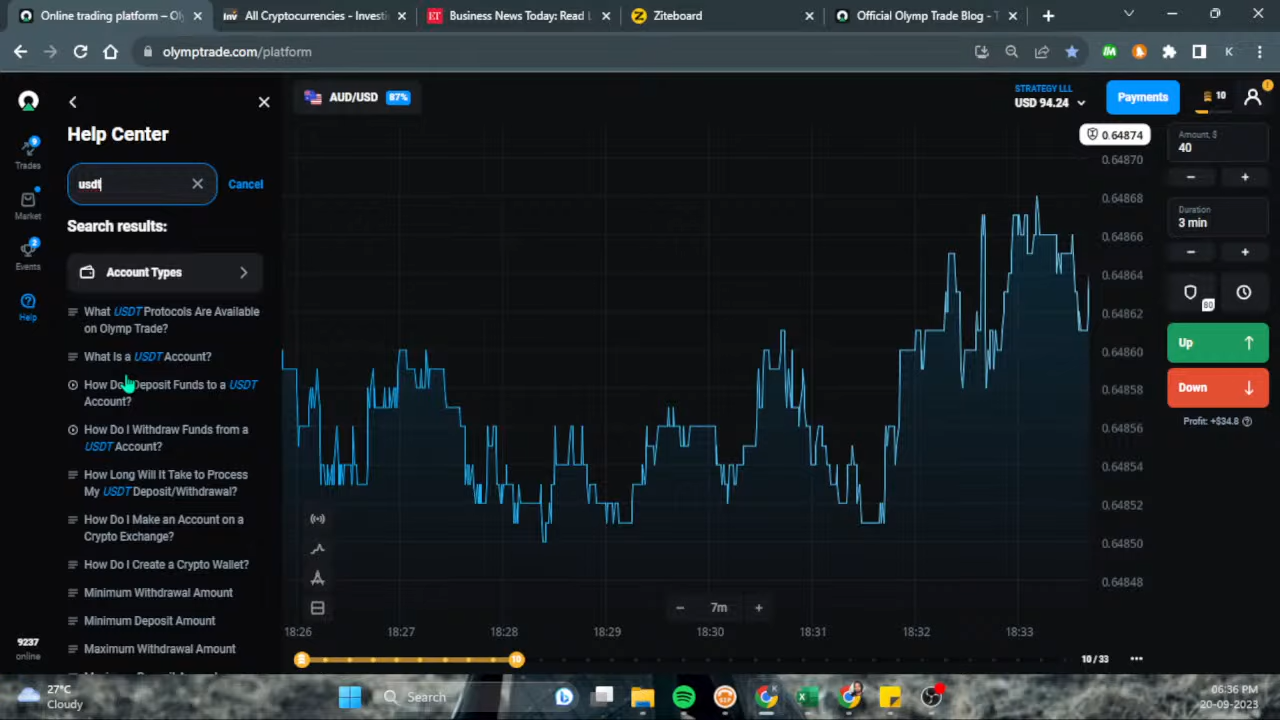 Online trading platform – Oly
All Cryptocurrencies - Investi
Business News Today: Read L
Ziteboard
Official Olymp Trade Blog - T
olymptrade.com/platform
K
Help Center
usdt
Cancel
Search results:
Account Types
What USDT Protocols Are Available
on Olymp Trade?
What Is a USDT Account?
How Do I Deposit Funds to a USDT
Account?
How Do I Withdraw Funds from a
USDT Account?
How Long Will It Take to Process
My USDT Deposit/Withdrawal?
How Do I Make an Account on a
Crypto Exchange?
How Do I Create a Crypto Wallet?
Minimum Withdrawal Amount
Minimum Deposit Amount
Maximum Withdrawal Amount
9
Trades
Market
2
Events
Help
9237
online
AUD/USD 87%
STRATEGY LLL
USD 94.24
Payments
10
0.64874
0.64870
0.64868
0.64866
0.64864
0.64862
0.64860
0.64858
0.64856
0.64854
0.64852
0.64850
0.64848
Amount, $
40
Duration
3 min
80
Up
Down
Profit: +$34.8
7m
18:26 18:27 18:28 18:29 18:30 18:31 18:32 18:33
10
10 / 33
27°C
Cloudy
Search
06:36 PM
20-09-2023